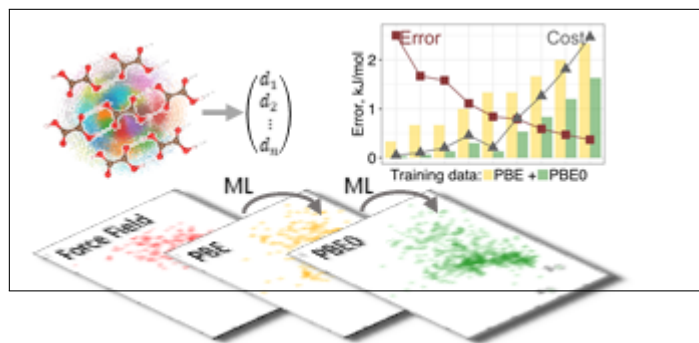 Error
Cost
Error, kJ/mol
2
1
0
d1
d2
⋮
dn
Training data: PBE + PBE0
ML
ML
Force Field
PBE
PBE0